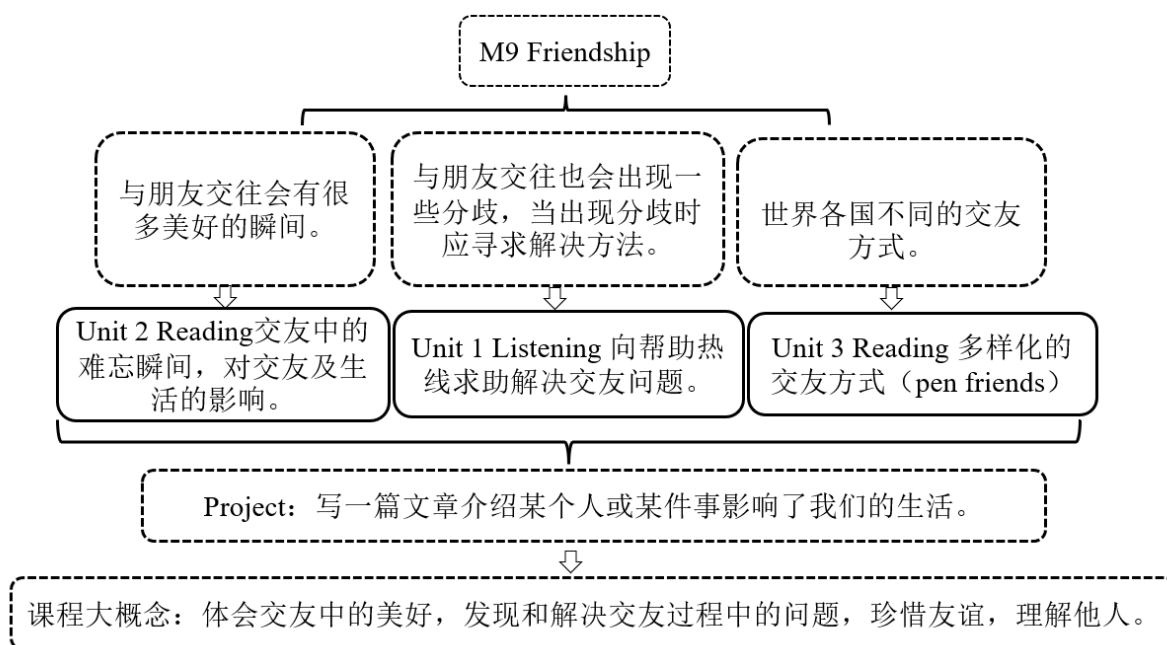 M9 Friendship
与朋友交往会有很
多美好的瞬间。
与朋友交往也会出现一
些分歧，当出现分歧时
应寻求解决方法。
世界各国不同的交友
方式。
Unit 2 Reading交友中的
难忘瞬间，对交友及生
活的影响。
Unit 1 Listening 向帮助热
线求助解决交友问题。
Unit 3 Reading 多样化的
交友方式（pen friends）
Project：写一篇文章介绍某个人或某件事影响了我们的生活。
课程大概念：体会交友中的美好，发现和解决交友过程中的问题，珍惜友谊，理解他人。